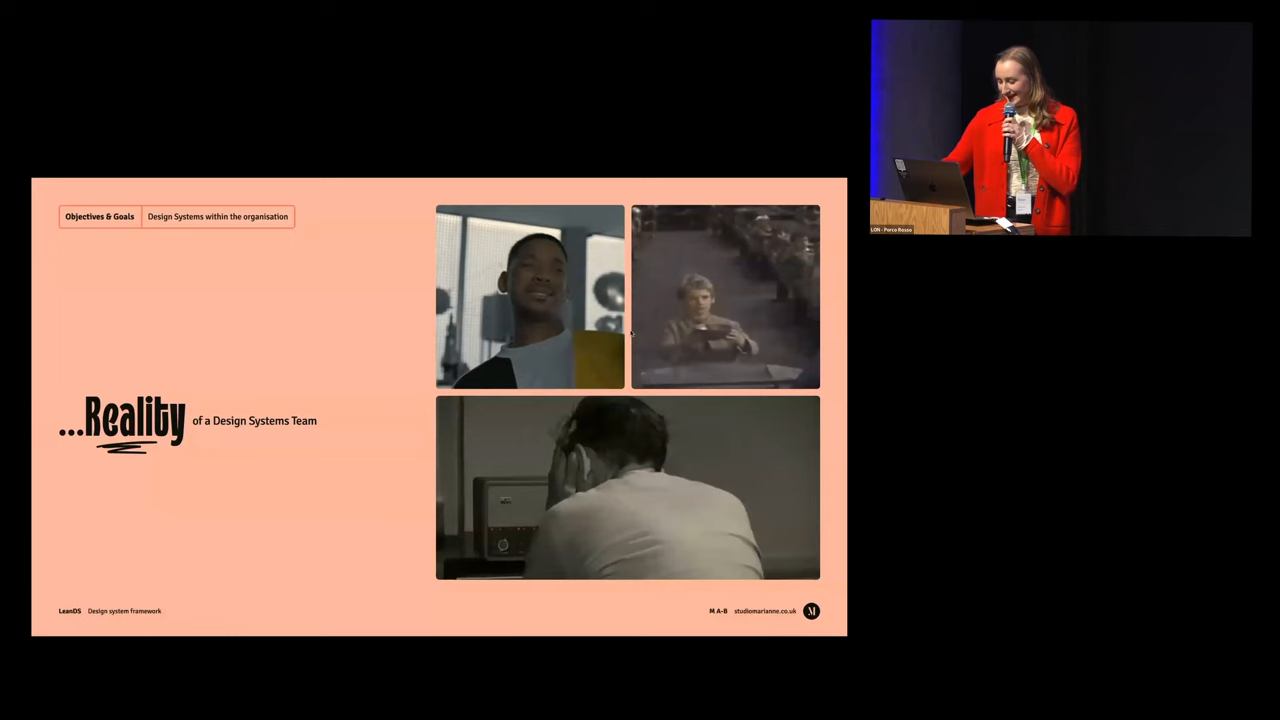 Objectives & Goals Design Systems within the organisation
...Reality of a Design Systems Team
LeanDS Design system framework
M A-B studiomarianne.co.uk M
LON - Porco Rosso